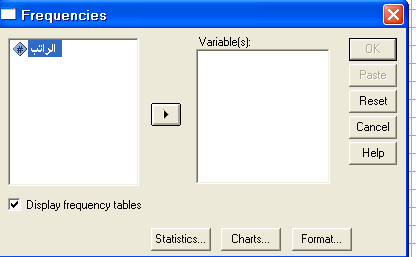 Frequencies
الراتب
Variable(s):
OK
Paste
Reset
Cancel
Help
Display frequency tables
Statistics...
Charts...
Format...